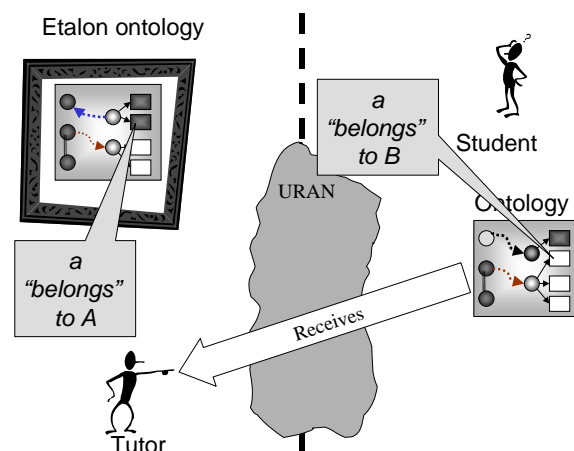 Etalon ontology
?
a
“belongs”
to B
Student
URAN
Ontology
a
“belongs”
to A
Receives
Tutor